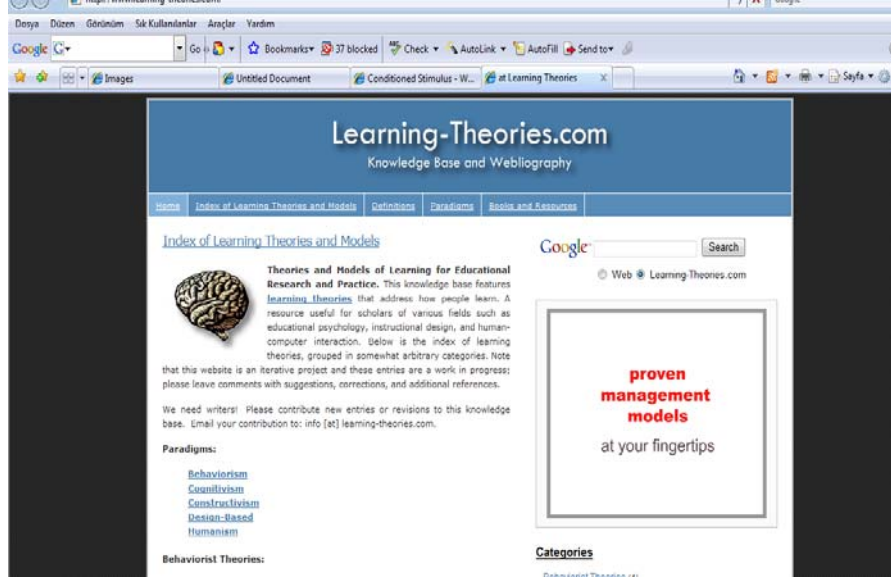 Dosya Düzen Görünüm Sık Kullanılanlar Araçlar Yardım
Google G Go Bookmarks 37 blocked Check AutoLink AutoFill Send to
Images Untitled Document Conditioned Stimulus - W... at Learning Theories X Sayfa
Learning-Theories.com
Knowledge Base and Webliography
Home Index of Learning Theories and Models Definitions Paradigms Books and Resources
Index of Learning Theories and Models
Theories and Models of Learning for Educational
Research and Practice. This knowledge base features
learning theories that address how people learn. A
resource useful for scholars of various fields such as
educational psychology, instructional design, and human-
computer interaction. Below is the index of learning
theories, grouped in somewhat arbitrary categories. Note
that this website is an iterative project and these entries are a work in progress;
please leave comments with suggestions, corrections, and additional references.
We need writers! Please contribute new entries or revisions to this knowledge
base. Email your contribution to: info [at] learning-theories.com.
Paradigms:
Behaviorism
Cognitivism
Constructivism
Design-Based
Humanism
Behaviorist Theories:
Google Search
Web Learning-Theories.com
proven
management
models
at your fingertips
Categories